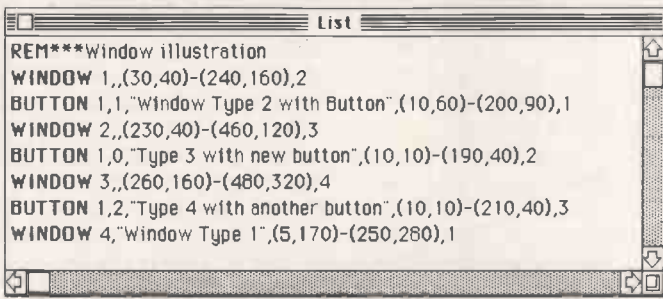 List
REM***Window illustration
WINDOW 1,,(30,40)-(240,160),2
BUTTON 1,1,"Window Type 2 with Button",(10,60)-(200,90),1
WINDOW 2,,(230,40)-(460,120),3
BUTTON 1,0,"Type 3 with new button",(10,10)-(190,40),2
WINDOW 3,,(260,160)-(480,320),4
BUTTON 1,2,"Type 4 with another button",(10,10)-(210,40),3
WINDOW 4,"Window Type 1",(5,170)-(250,280),1